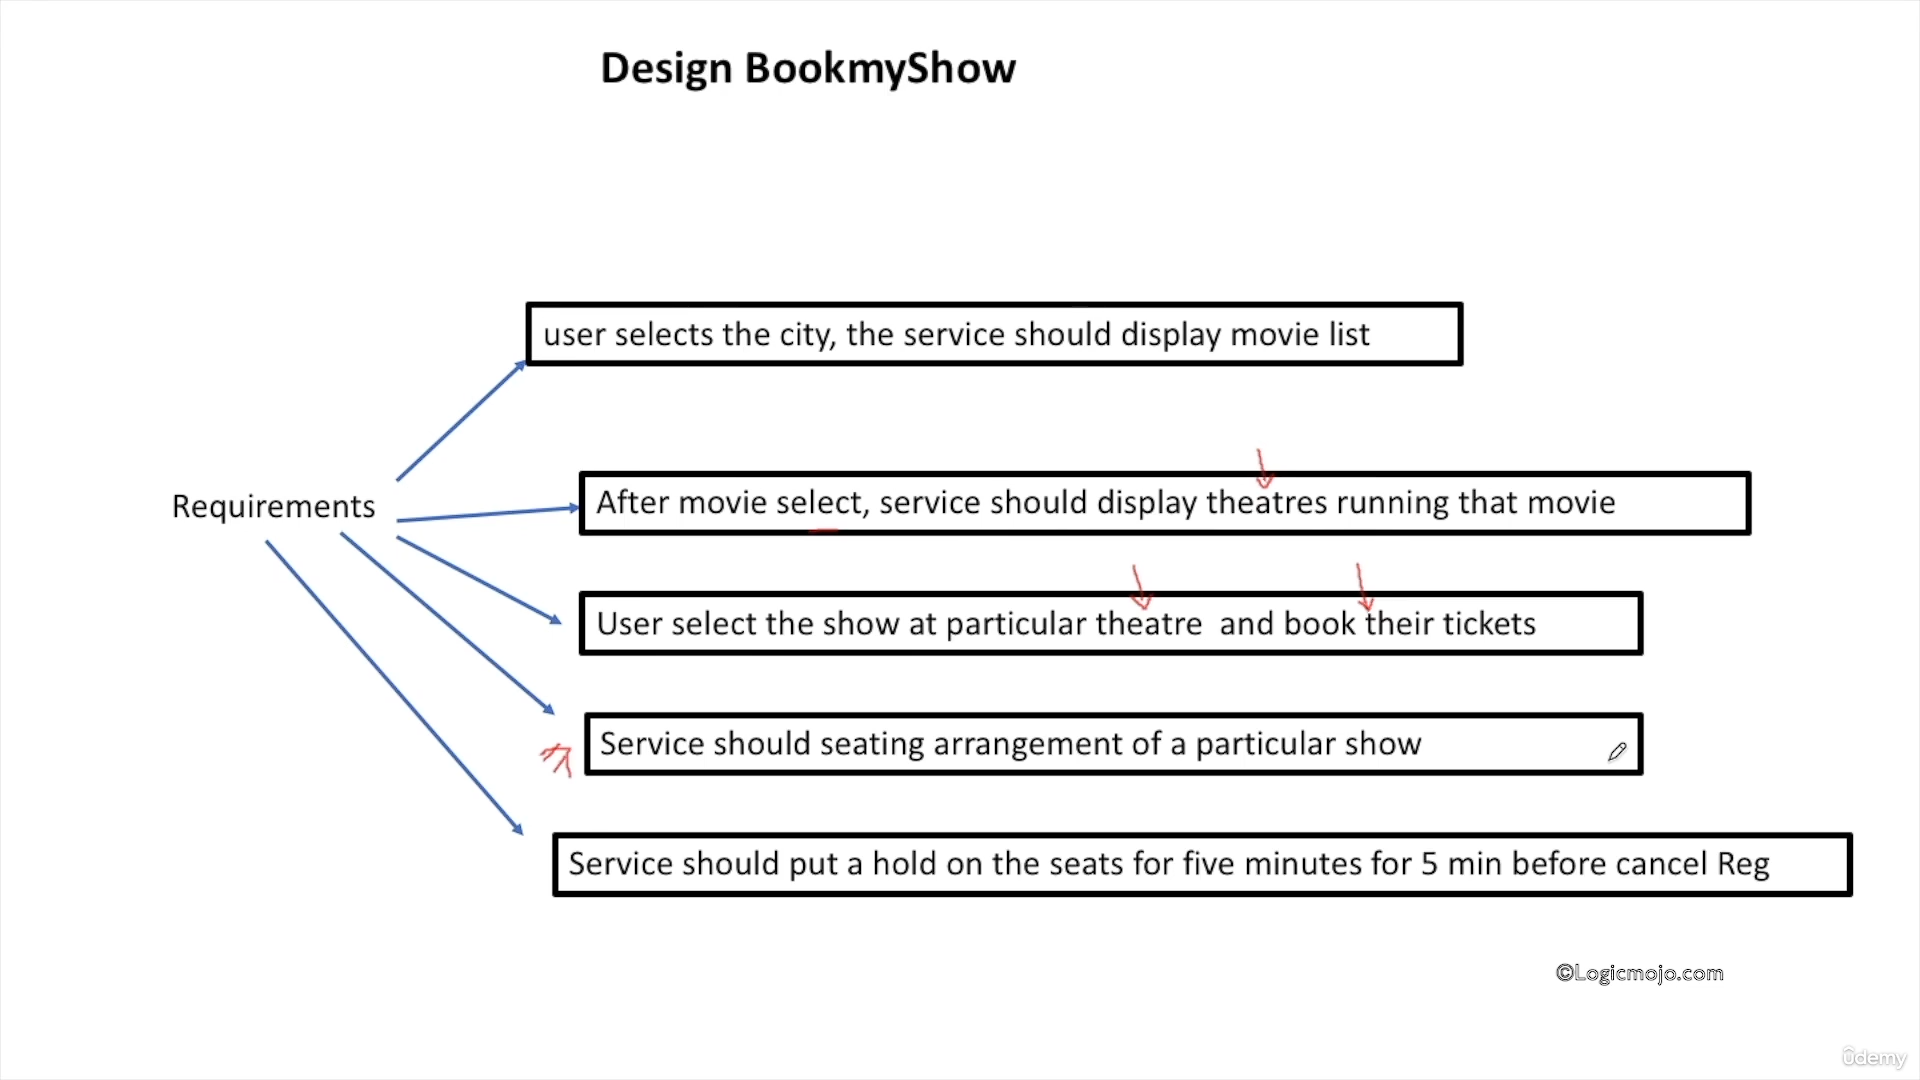 Design BookmyShow
user selects the city, the service should display movie list
After movie select, service should display theatres running that movie
Requirements
User select the show at particular theatre  and book their tickets
Service should seating arrangement of a particular show
Service should put a hold on the seats for five minutes for 5 min before cancel Reg
©Logicmojo.com
ûdemy